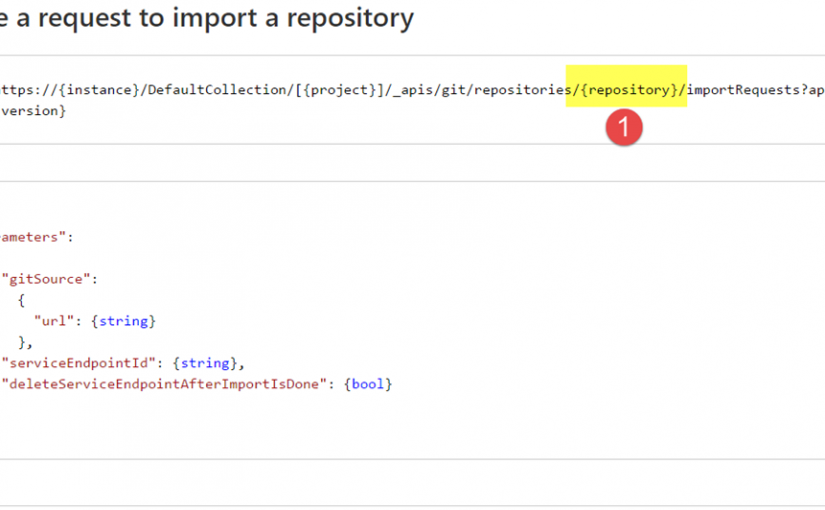 e a request to import a repository
ttps://{instance}/DefaultCollection/[{project}]/_apis/git/repositories/{repository}/importRequests?ap
version}
1
ameters":
"gitSource":
{
"url": {string}
},
"serviceEndpointId": {string},
"deleteServiceEndpointAfterImportIsDone": {bool}